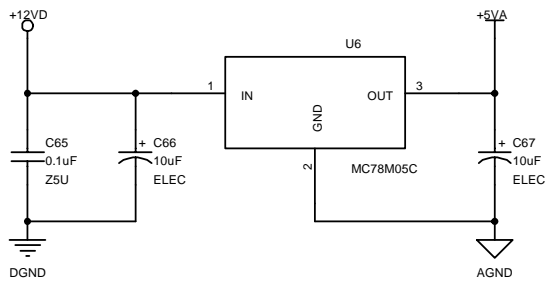 +12VD
+5VA
U6
1
IN
OUT
3
GND
2
MC78M05C
C65
0.1uF
Z5U
+
C66
10uF
ELEC
+
C67
10uF
ELEC
DGND
AGND